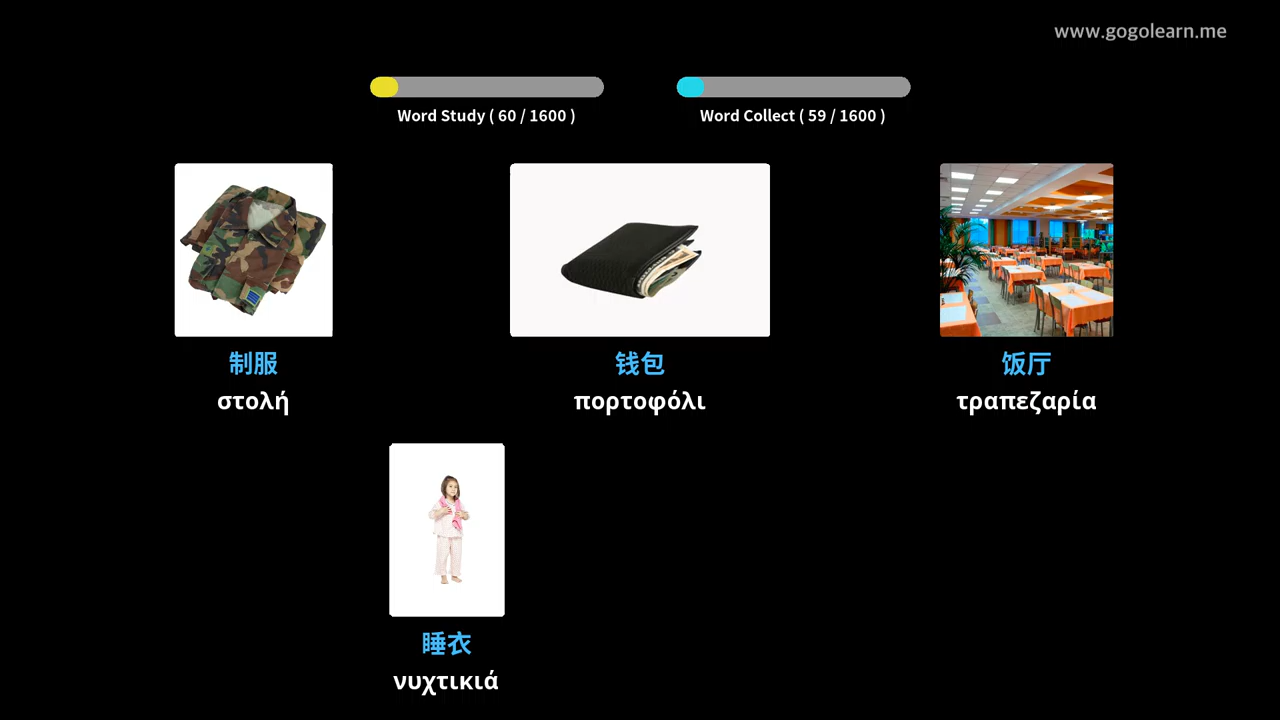 www.gogolearn.me
Word Study ( 60 / 1600 )
Word Collect ( 59 / 1600 )
制服
στολή
钱包
πορτοφόλι
饭厅
τραπεζαρία
睡衣
νυχτικιά